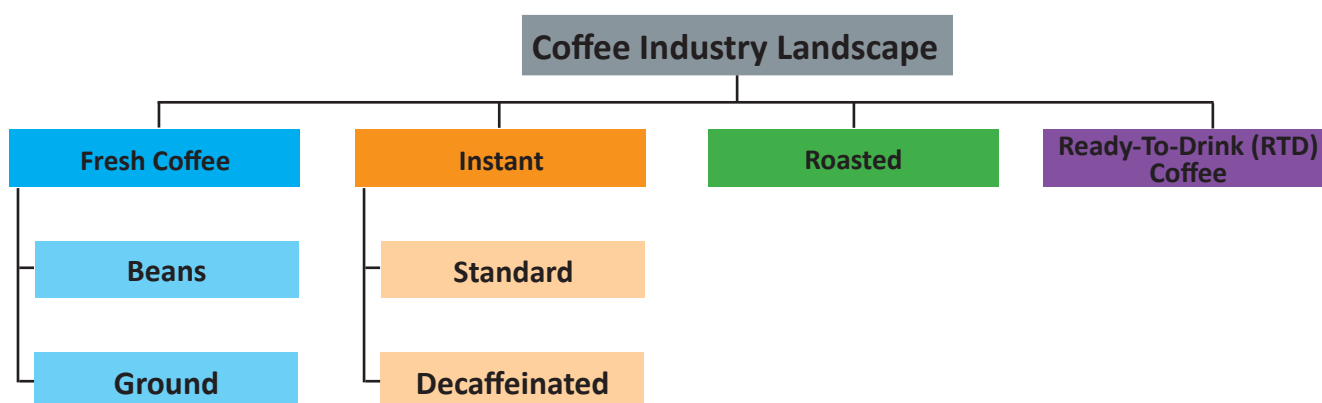 Coffee Industry Landscape
Fresh Coffee
Instant
Roasted
Ready-To-Drink (RTD)
Coffee
Beans
Standard
Ground
Decaffeinated